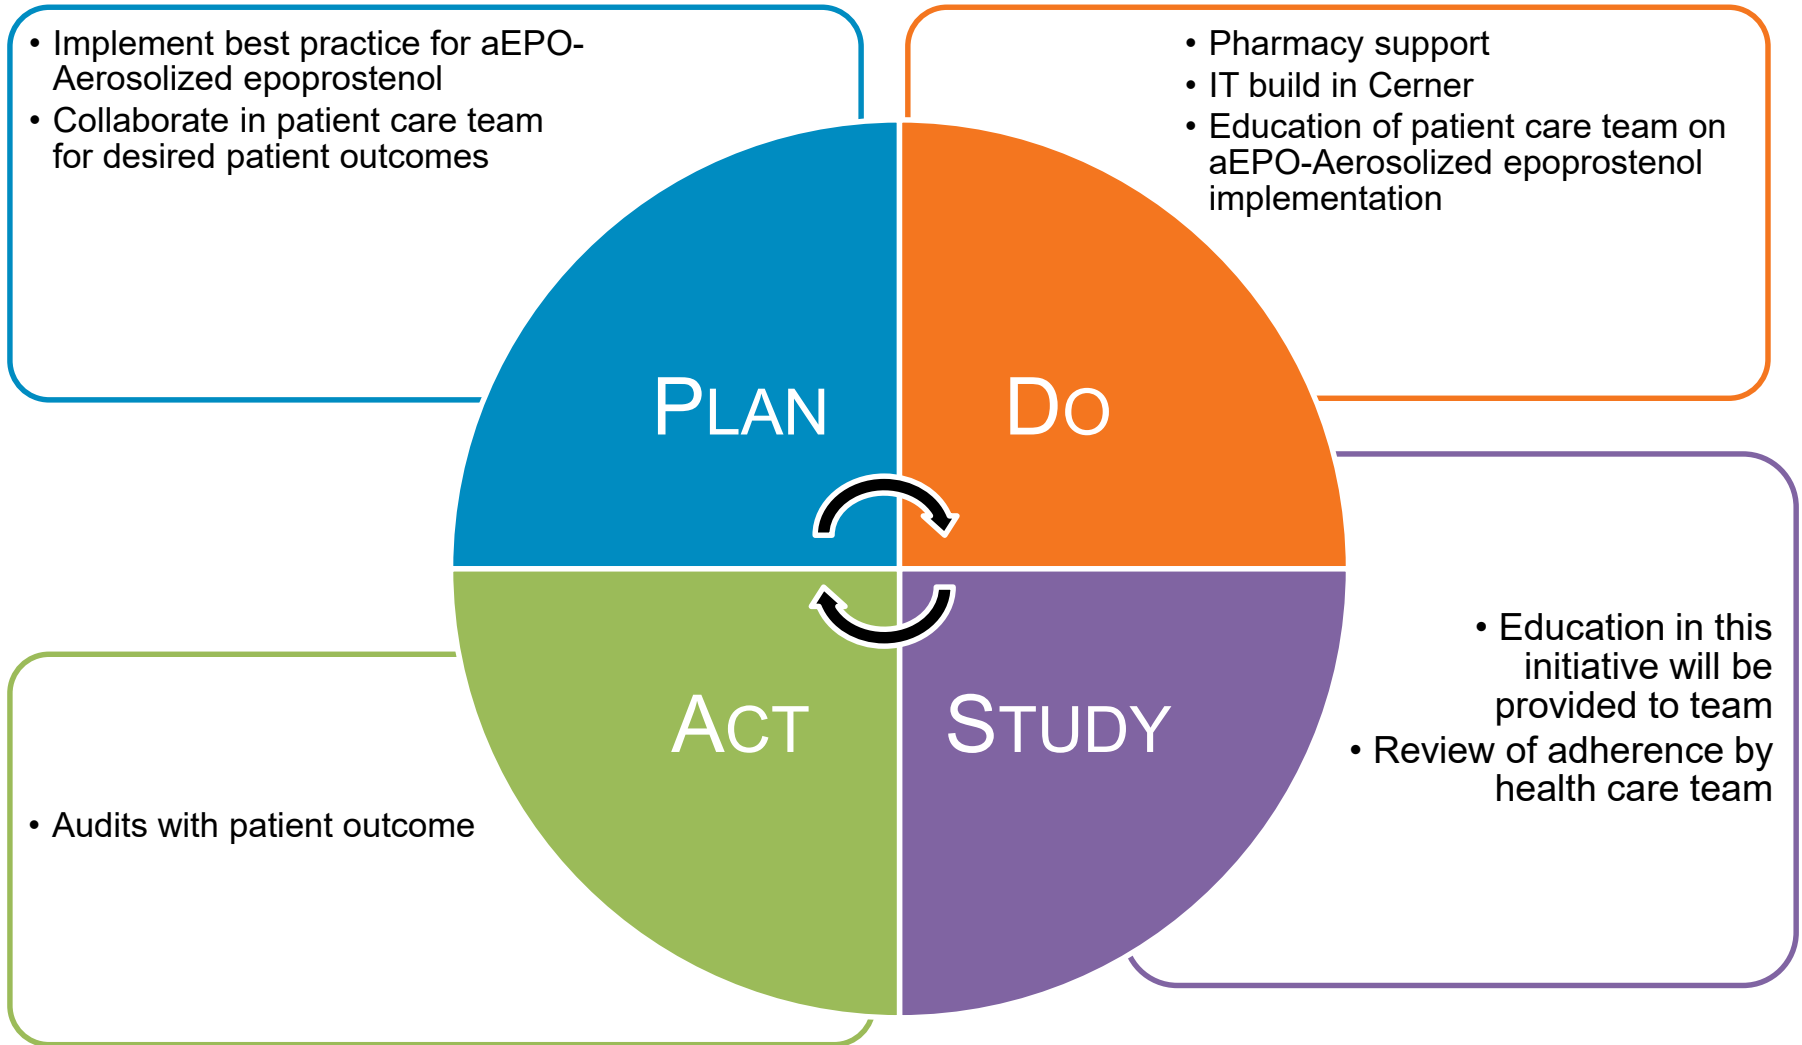 • Implement best practice for aEPO-
Aerosolized epoprostenol
• Collaborate in patient care team
for desired patient outcomes
• Pharmacy support
• IT build in Cerner
• Education of patient care team on
aEPO-Aerosolized epoprostenol
implementation
PLAN
DO
ACT
STUDY
• Education in this
initiative will be
provided to team
• Review of adherence by
health care team
• Audits with patient outcome